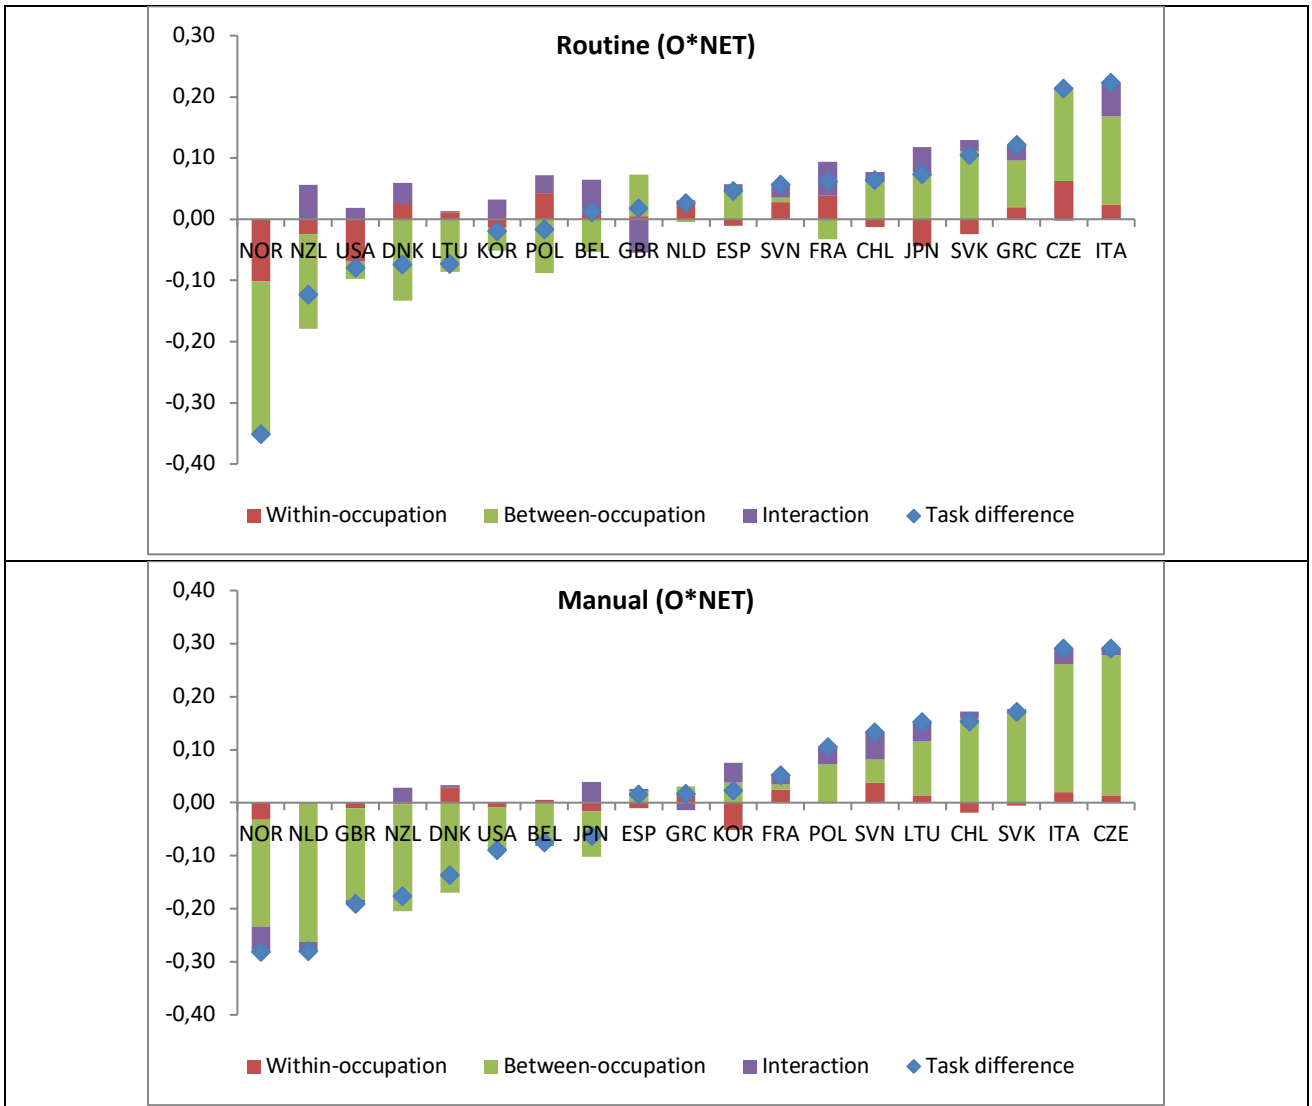 Routine (O*NET)
0,30
0,20
0,10
0,00
-0,10
-0,20
-0,30
-0,40
NOR NZL USA DNK LTU KOR POL BEL GBR NLD ESP SVN FRA CHL JPN SVK GRC CZE ITA
Within-occupation Between-occupation Interaction Task difference
Manual (O*NET)
0,40
0,30
0,20
0,10
0,00
-0,10
-0,20
-0,30
-0,40
NOR NLD GBR NZL DNK USA BEL JPN ESP GRC KOR FRA POL SVN LTU CHL SVK ITA CZE
Within-occupation Between-occupation Interaction Task difference